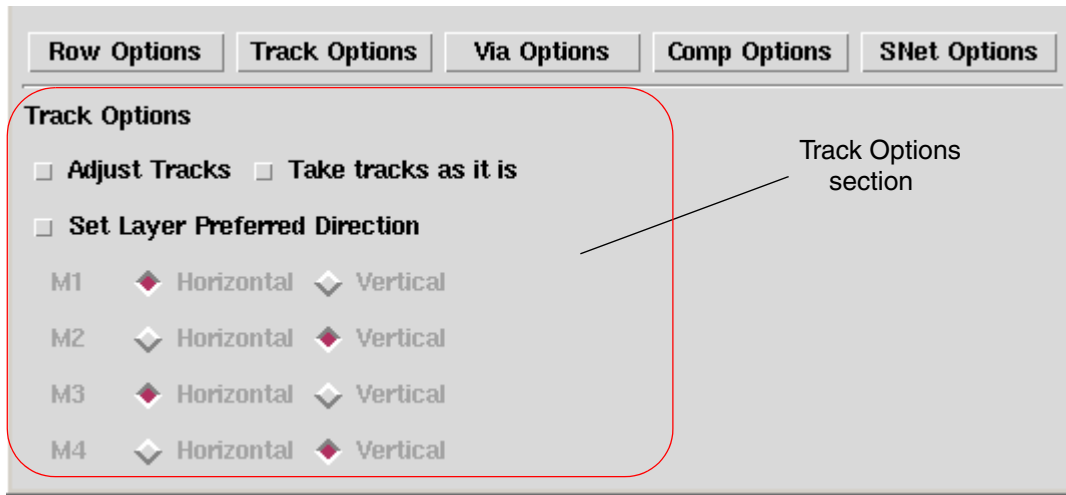 Row Options Track Options Via Options Comp Options SNet Options
Track Options
Adjust Tracks Take tracks as it is
Track Options
section
Set Layer Preferred Direction
M1 Horizontal Vertical
M2 Horizontal Vertical
M3 Horizontal Vertical
M4 Horizontal Vertical